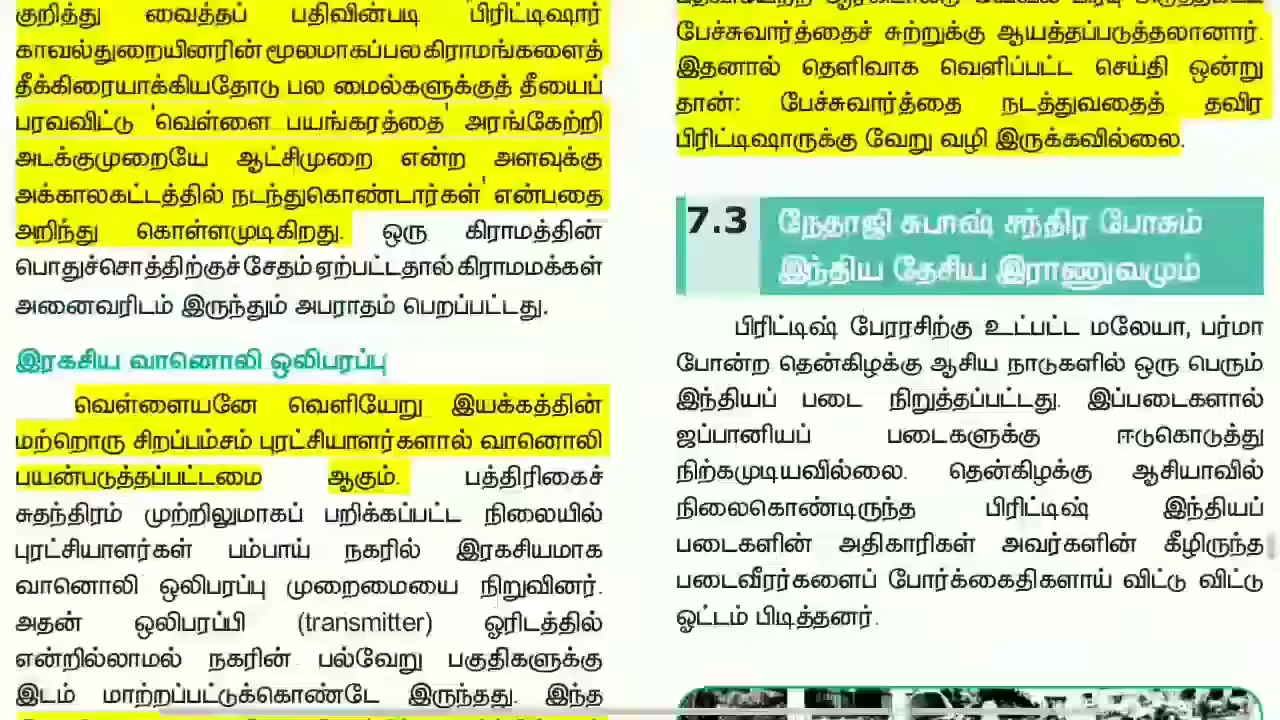 குறித்து வைத்தப் பதிவின்படி 'பிரிட்டிஷார்
காவல்துறையினரின் மூலமாகப் பல கிராமங்களைத்
தீக்கிரையாக்கியதோடு பல மைல்களுக்குத் தீயைப்
பரவவிட்டு 'வெள்ளை பயங்கரத்தை' அரங்கேற்றி
அடக்குமுறையே ஆட்சிமுறை என்ற அளவுக்கு
அக்காலகட்டத்தில் நடந்துகொண்டார்கள்' என்பதை
அறிந்து கொள்ளமுடிகிறது. ஒரு கிராமத்தின்
பொதுச்சொத்திற்குச் சேதம் ஏற்பட்டதால் கிராமமக்கள்
அனைவரிடம் இருந்தும் அபராதம் பெறப்பட்டது.
இரகசிய வானொலி ஒலிபரப்பு
வெள்ளையனே வெளியேறு இயக்கத்தின்
மற்றொரு சிறப்பம்சம் புரட்சியாளர்களால் வானொலி
பயன்படுத்தப்பட்டமை ஆகும். பத்திரிகைச்
சுதந்திரம் முற்றிலுமாகப் பறிக்கப்பட்ட நிலையில்
புரட்சியாளர்கள் பம்பாய் நகரில் இரகசியமாக
வானொலி ஒலிபரப்பு முறைமையை நிறுவினர்.
அதன் ஒலிபரப்பி (transmitter) ஓரிடத்தில்
என்றில்லாமல் நகரின் பல்வேறு பகுதிகளுக்கு
இடம் மாற்றப்பட்டுக்கொண்டே இருந்தது. இந்த
பேச்சுவார்த்தைச் சுற்றுக்கு ஆயத்தப்படுத்தலானார்.
இதனால் தெளிவாக வெளிப்பட்ட செய்தி ஒன்று
தான்: பேச்சுவார்த்தை நடத்துவதைத் தவிர
பிரிட்டிஷாருக்கு வேறு வழி இருக்கவில்லை.
7.3 நேதாஜி சுபாஷ் சந்திர போசும்
இந்திய தேசிய இராணுவமும்
பிரிட்டிஷ் பேரரசிற்கு உட்பட்ட மலேயா, பர்மா
போன்ற தென்கிழக்கு ஆசிய நாடுகளில் ஒரு பெரும்
இந்தியப் படை நிறுத்தப்பட்டது. இப்படைகளால்
ஜப்பானியப் படைகளுக்கு ஈடுகொடுத்து
நிற்கமுடியவில்லை. தென்கிழக்கு ஆசியாவில்
நிலைகொண்டிருந்த பிரிட்டிஷ் இந்தியப்
படைகளின் அதிகாரிகள் அவர்களின் கீழிருந்த
படைவீரர்களைப் போர்க்கைதிகளாய் விட்டு விட்டு
ஓட்டம் பிடித்தனர்.